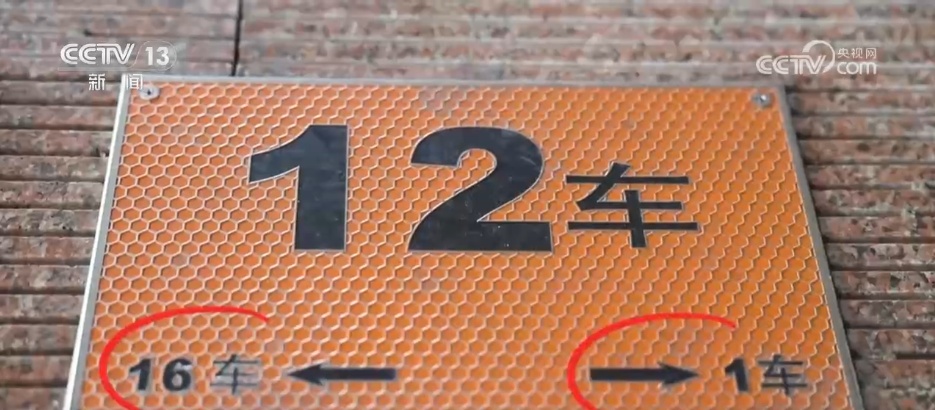 CCTV 13
新闻
央视网
CCTV.com
12车
16车 ← → 1车